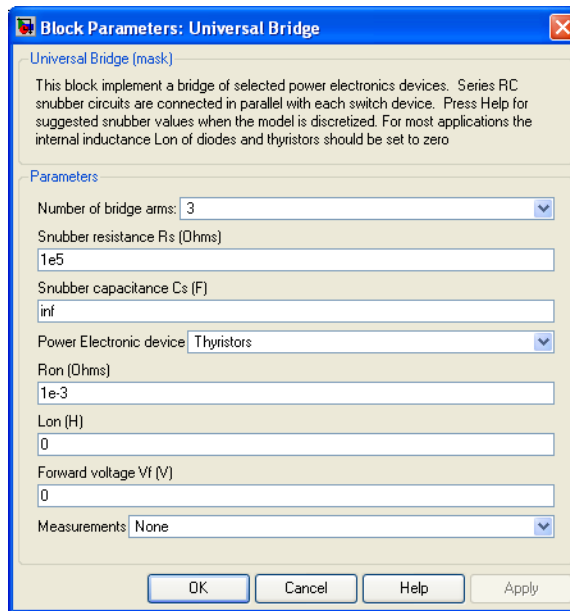 Block Parameters: Universal Bridge
Universal Bridge (mask)
This block implement a bridge of selected power electronics devices. Series RC
snubber circuits are connected in parallel with each switch device. Press Help for
suggested snubber values when the model is discretized. For most applications the
internal inductance Lon of diodes and thyristors should be set to zero
Parameters
Number of bridge arms: 3
Snubber resistance Rs (Ohms)
1e5
Snubber capacitance Cs (F)
inf
Power Electronic device Thyristors
Ron (Ohms)
1e-3
Lon (H)
0
Forward voltage Vf (V)
0
Measurements None
OK Cancel Help Apply